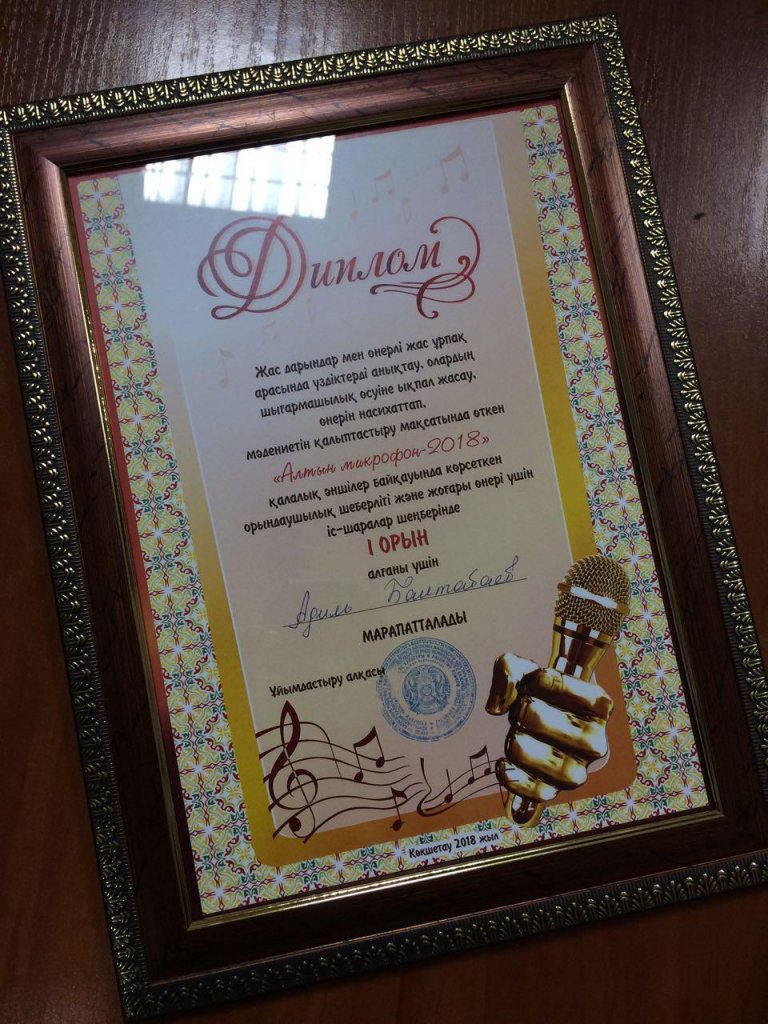 Диплом
Жас дарындар мен өнерлі жас ұрпақ
арасында үздіктерді анықтау, олардың
шығармашылық өсуіне ықпал жасау,
өнерін насихаттап,
мәдениетін қалыптастыру мақсатында өткен
«Алтын микрофон-2018»
қалалық әншілер байқауында көрсеткен
орындаушылық шеберлігі және жоғары өнері үшін
іс-шаралар шеңберінде
I ОРЫН
алғаны үшін
Адиль Балтабаев
МАРАПАТТАЛАДЫ
Ұйымдастыру алқасы
Көкшетау 2018 жыл